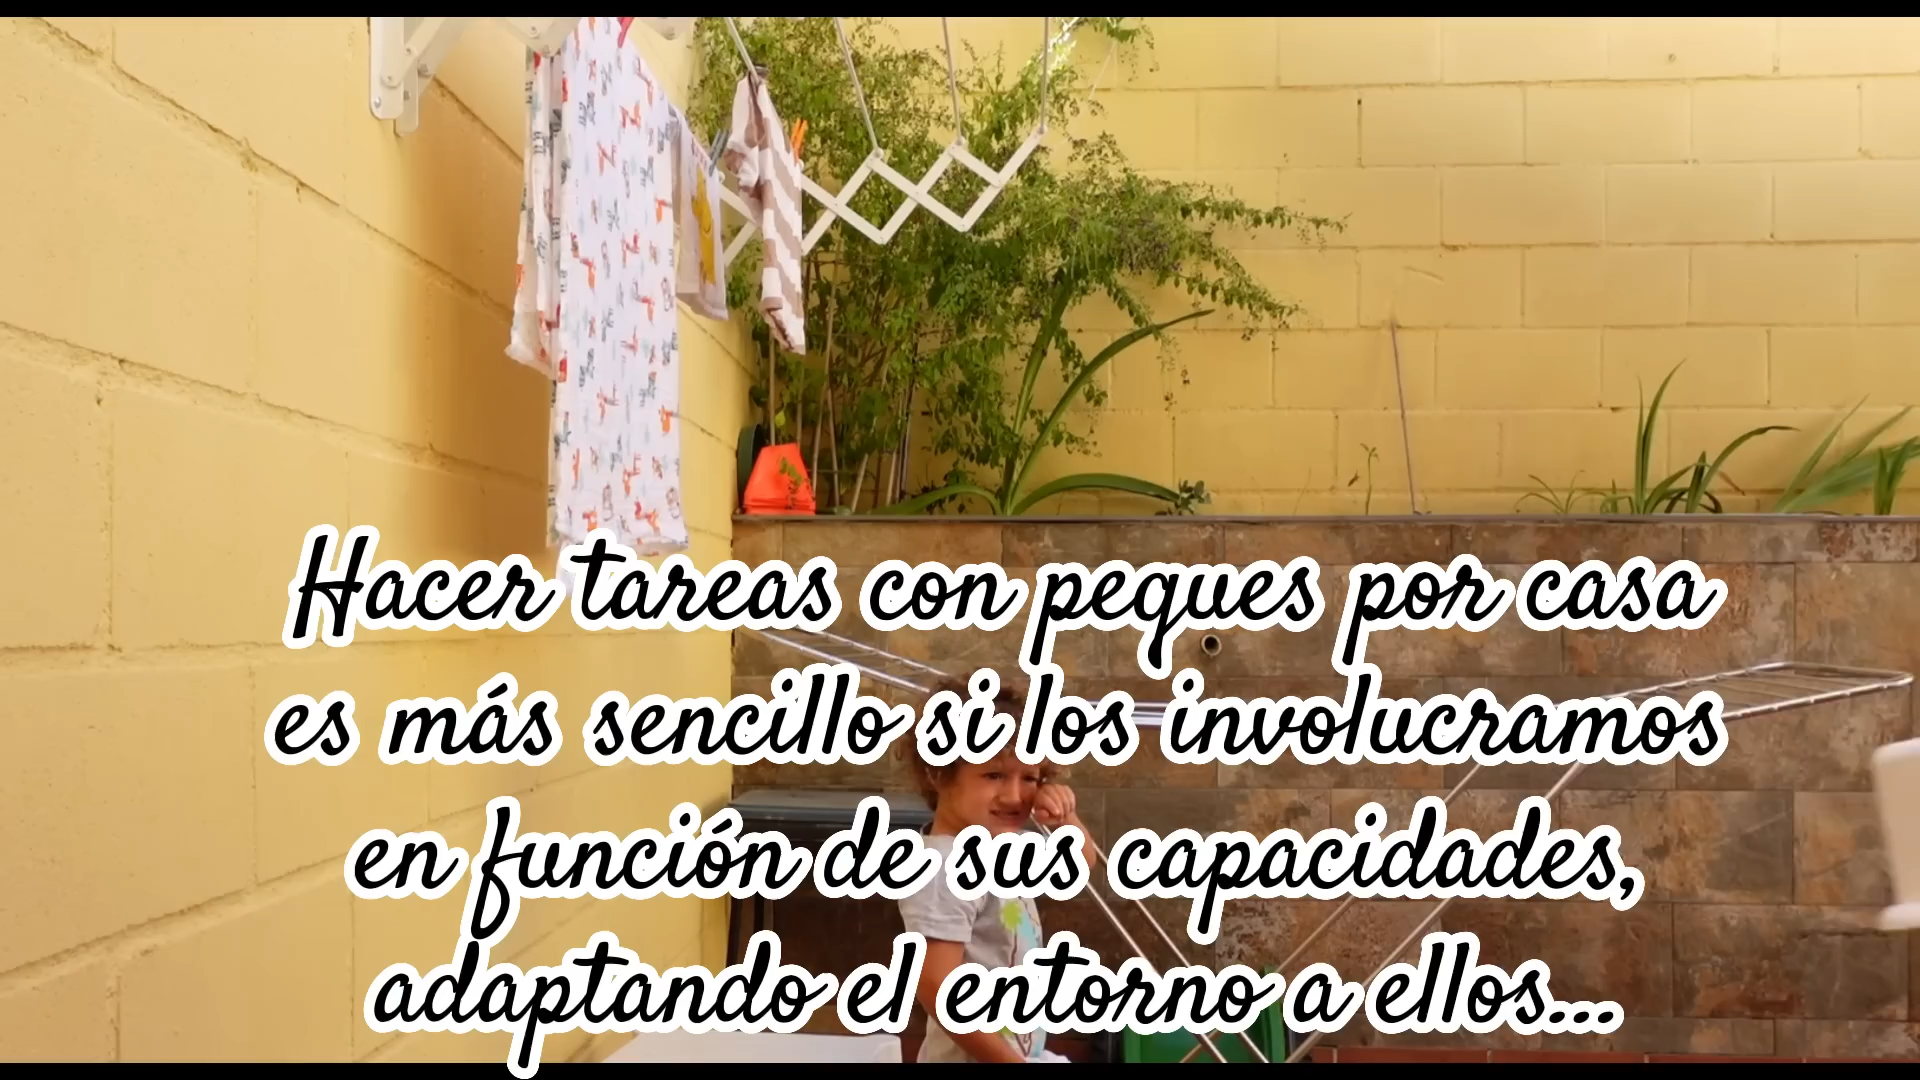 Hacer tareas con peques por casa
es más sencillo si los involucramos
en función de sus capacidades,
adaptando el entorno a ellos...